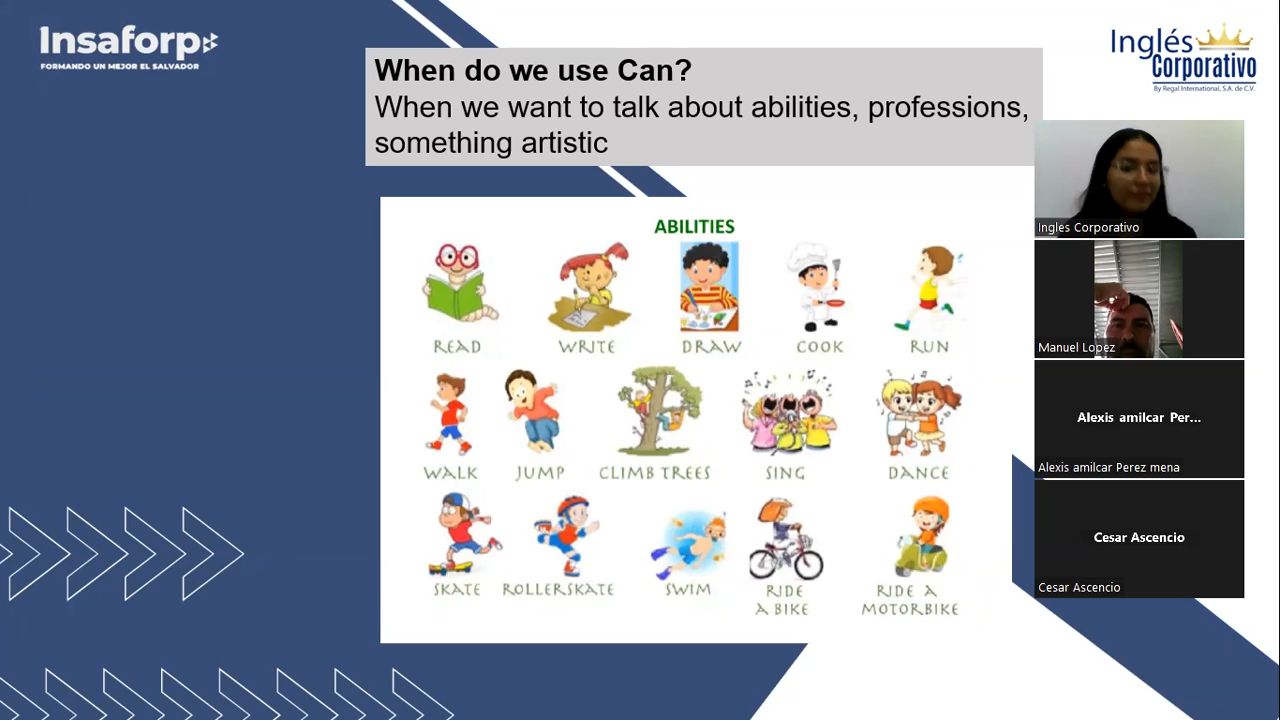 Insaforp
FORMANDO UN MEJOR EL SALVADOR
When do we use Can?
When we want to talk about abilities, professions,
something artistic
Inglés
Corporativo
By Regal International, S.A. de C.V.
ABILITIES
READ WRITE DRAW COOK RUN
WALK JUMP CLIMB TREES SING DANCE
SKATE ROLLERSKATE SWIM RIDE A BIKE RIDE A MOTORBIKE
Ingles Corporativo
Manuel Lopez
Alexis amilcar Per...
Alexis amilcar Perez mena
Cesar Ascencio
Cesar Ascencio